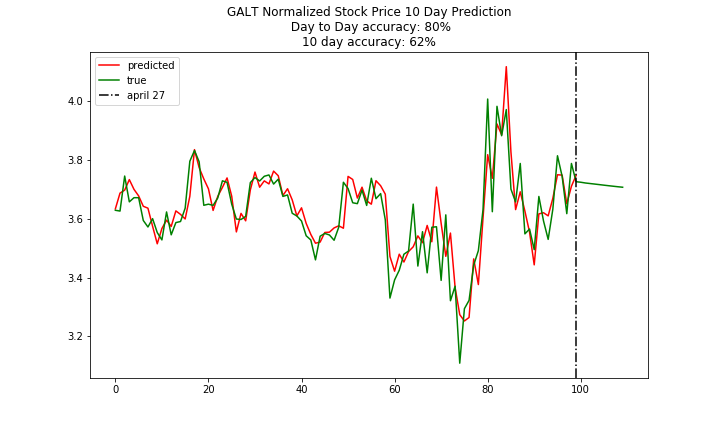 GALT Normalized Stock Price 10 Day Prediction
Day to Day accuracy: 80%
10 day accuracy: 62%
predicted
true
april 27
4.0
3.8
3.6
3.4
3.2
0 20 40 60 80 100